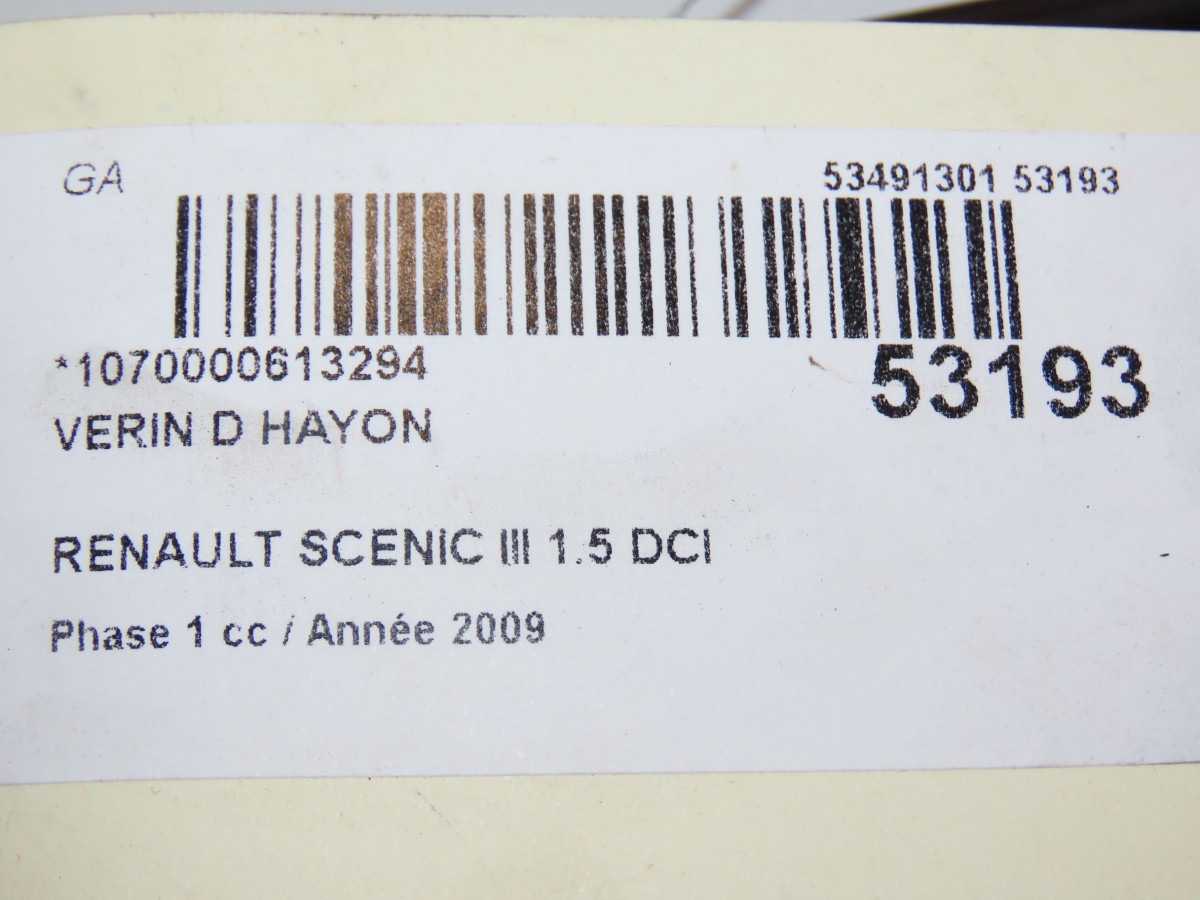 GA 53491301 53193
*1070000613294 53193
VERIN D HAYON
RENAULT SCENIC III 1.5 DCI
Phase 1 cc / Année 2009